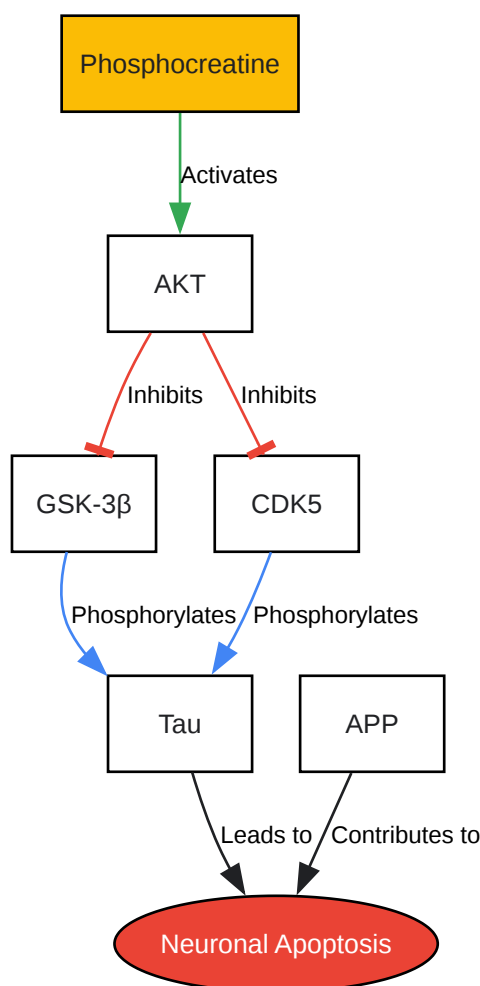 Phosphocreatine
Activates
AKT
Inhibits
Inhibits
GSK-3β
CDK5
Phosphorylates
Phosphorylates
Tau
APP
Leads to
Contributes to
Neuronal Apoptosis